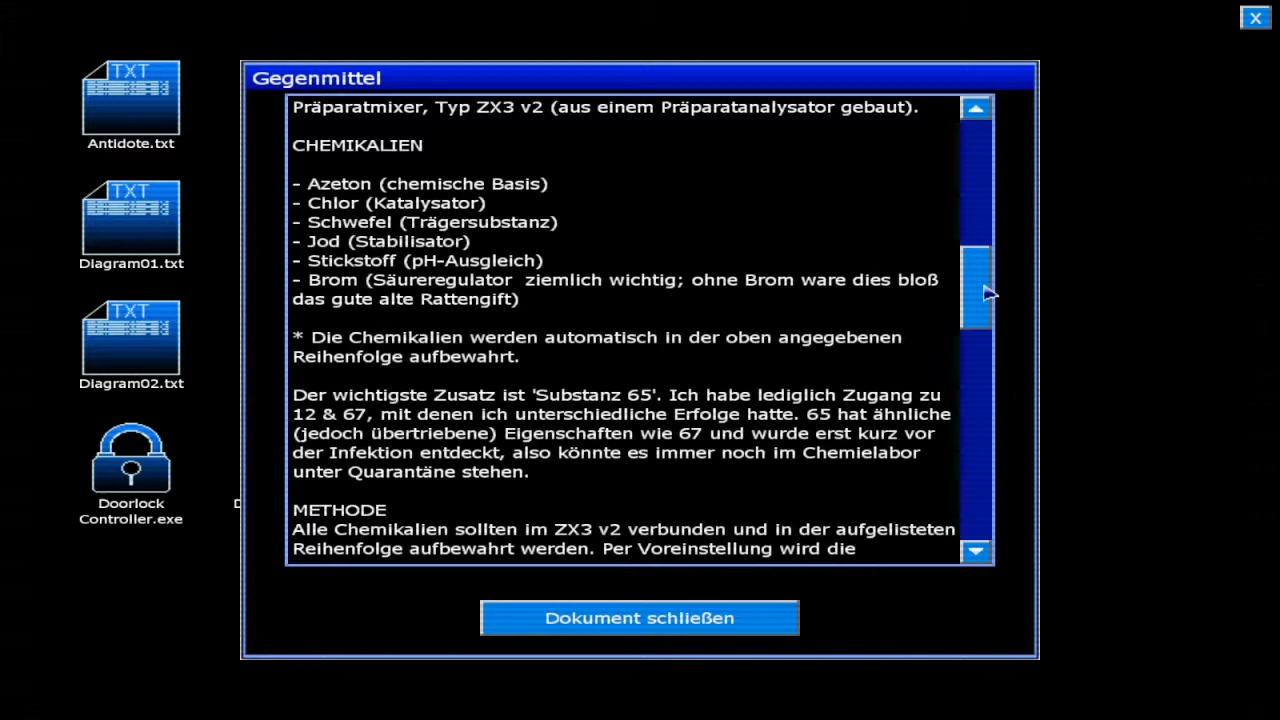 X
TXT
Antidote.txt
TXT
Diagram01.txt
TXT
Diagram02.txt
Doorlock
Controller.exe
D
Gegenmittel
Präparatmixer, Typ ZX3 v2 (aus einem Präparatanalysator gebaut).
CHEMIKALIEN
- Azeton (chemische Basis)
- Chlor (Katalysator)
- Schwefel (Trägersubstanz)
- Jod (Stabilisator)
- Stickstoff (pH-Ausgleich)
- Brom (Säureregulator  ziemlich wichtig; ohne Brom ware dies bloß
das gute alte Rattengift)
* Die Chemikalien werden automatisch in der oben angegebenen
Reihenfolge aufbewahrt.
Der wichtigste Zusatz ist 'Substanz 65'. Ich habe lediglich Zugang zu
12 & 67, mit denen ich unterschiedliche Erfolge hatte. 65 hat ähnliche
(jedoch übertriebene) Eigenschaften wie 67 und wurde erst kurz vor
der Infektion entdeckt, also könnte es immer noch im Chemielabor
unter Quarantäne stehen.
METHODE
Alle Chemikalien sollten im ZX3 v2 verbunden und in der aufgelisteten
Reihenfolge aufbewahrt werden. Per Voreinstellung wird die
Dokument schließen